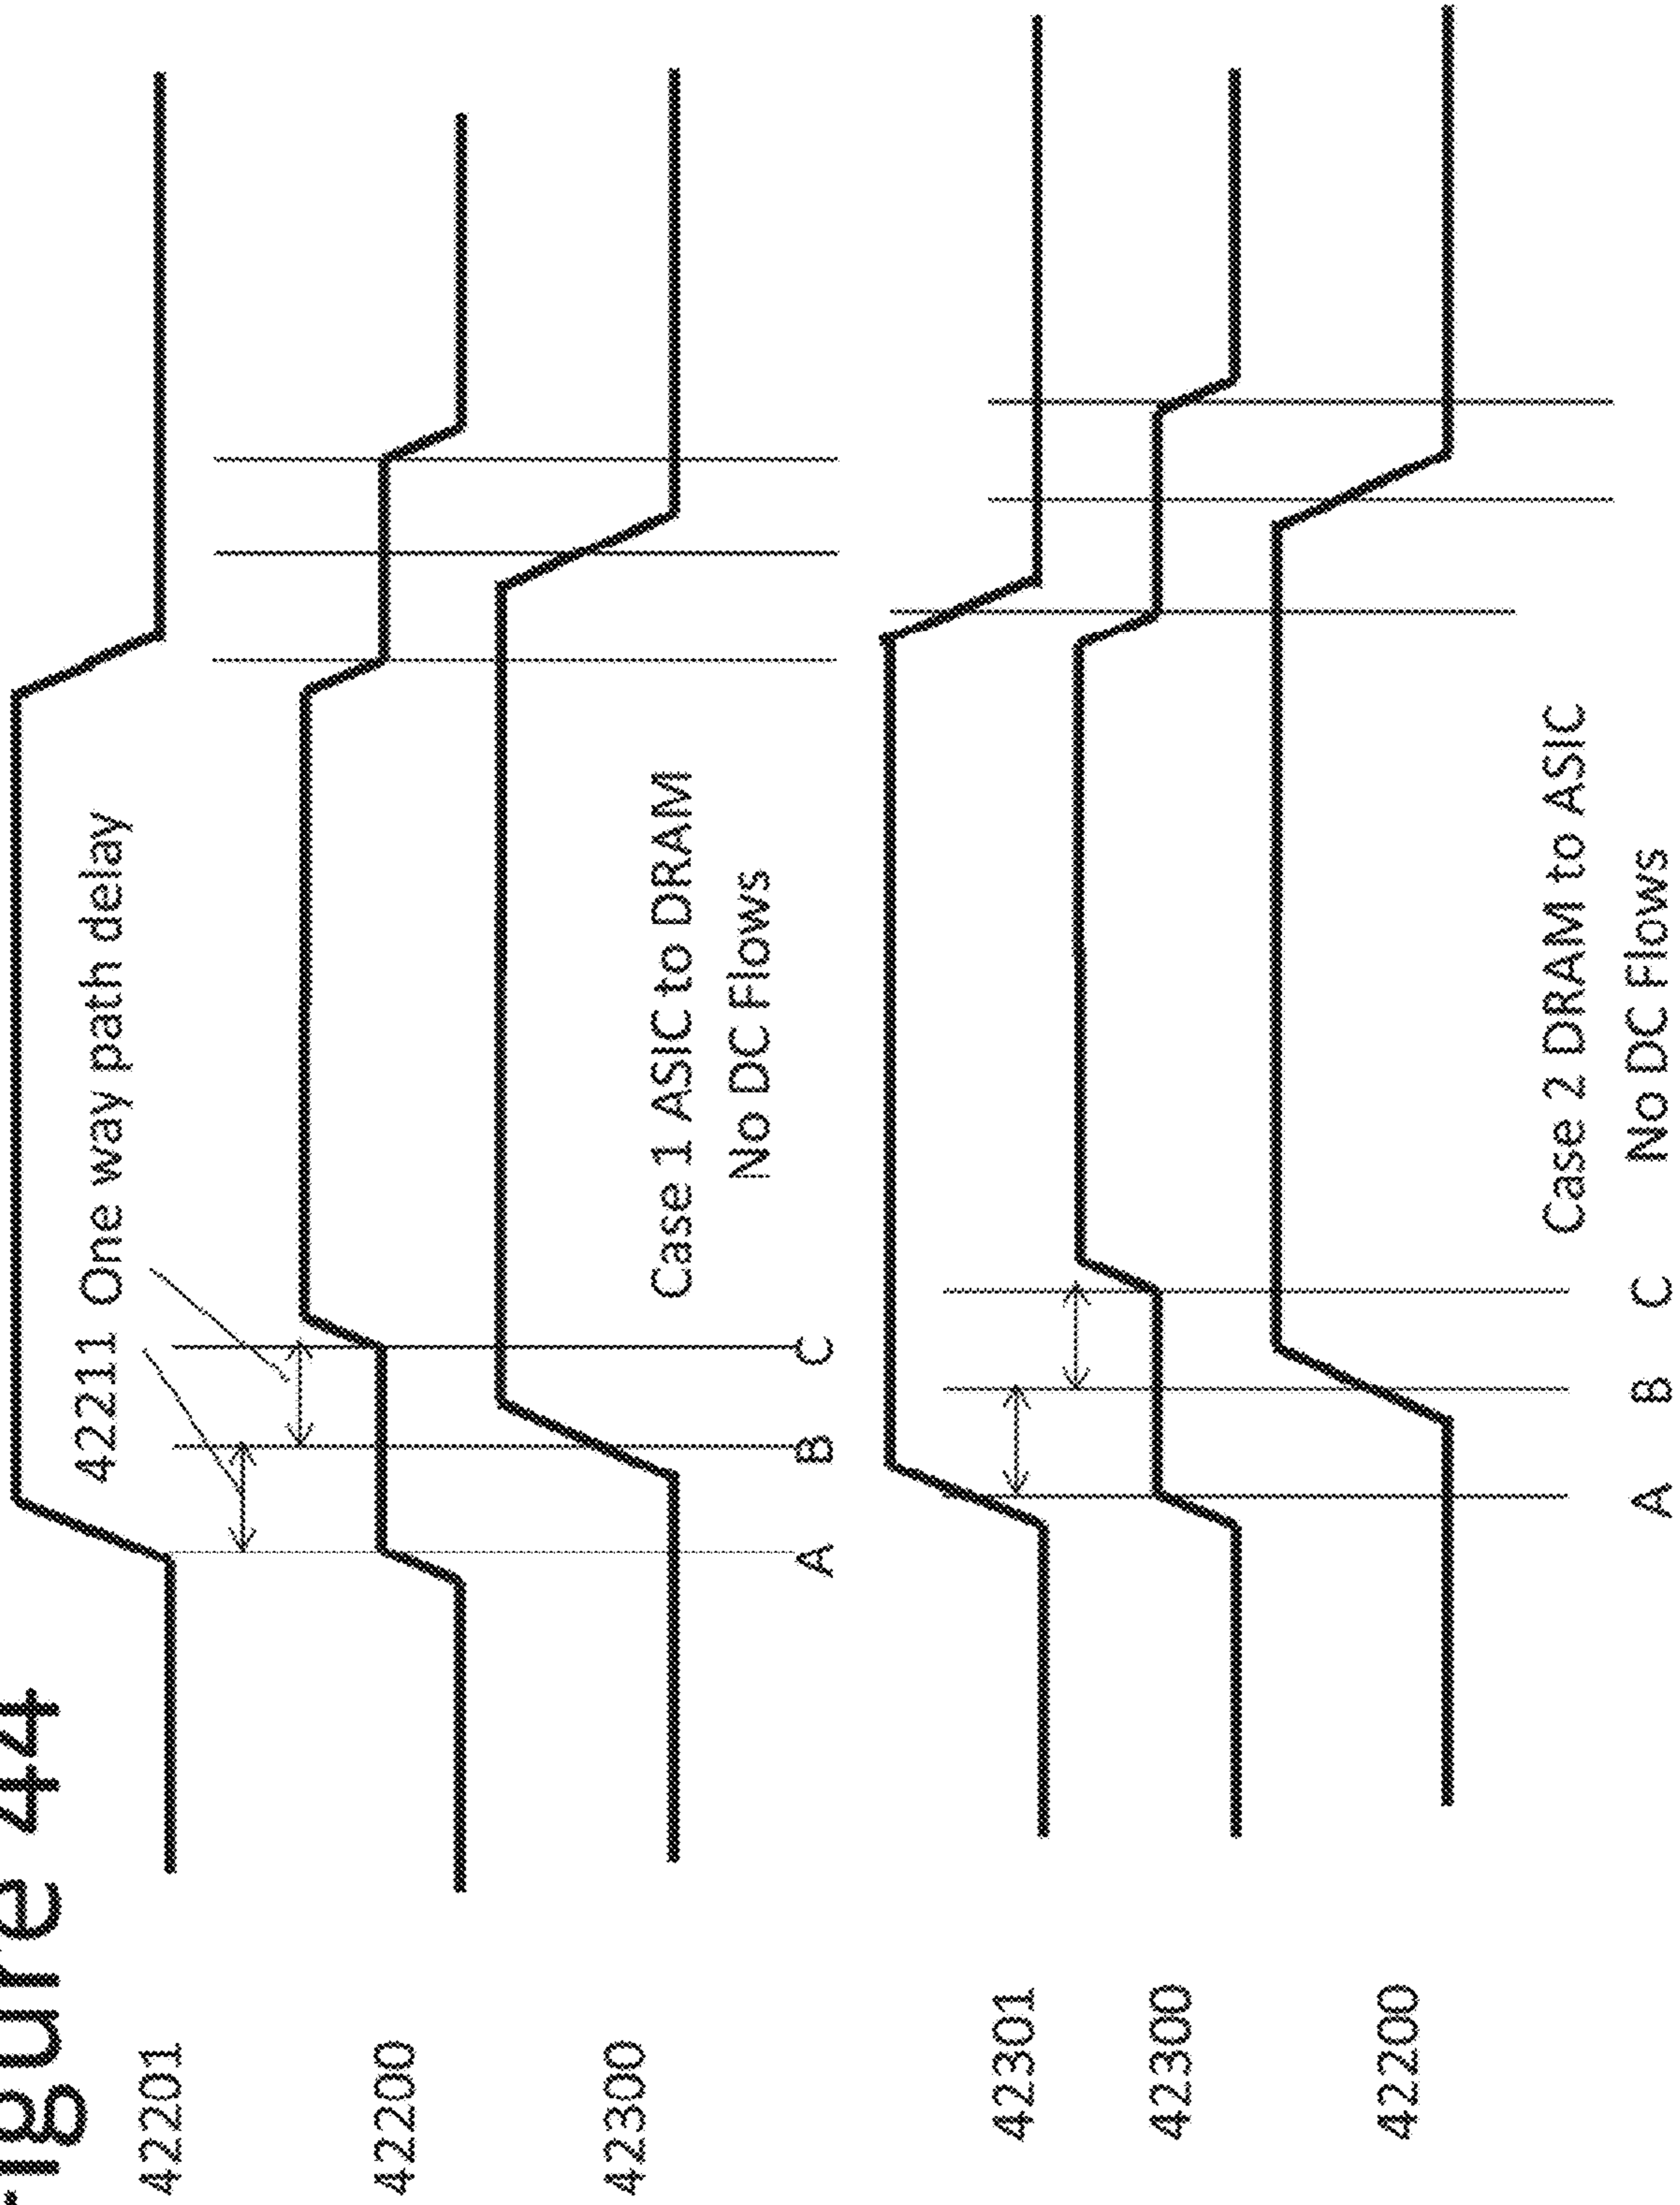 Figure 44
42211 One way path delay
42201
42200
42300
A B C
Case 1 ASIC to DRAM
No DC Flows
42301
42300
42200
Case 2 DRAM to ASIC
A B C
No DC Flows